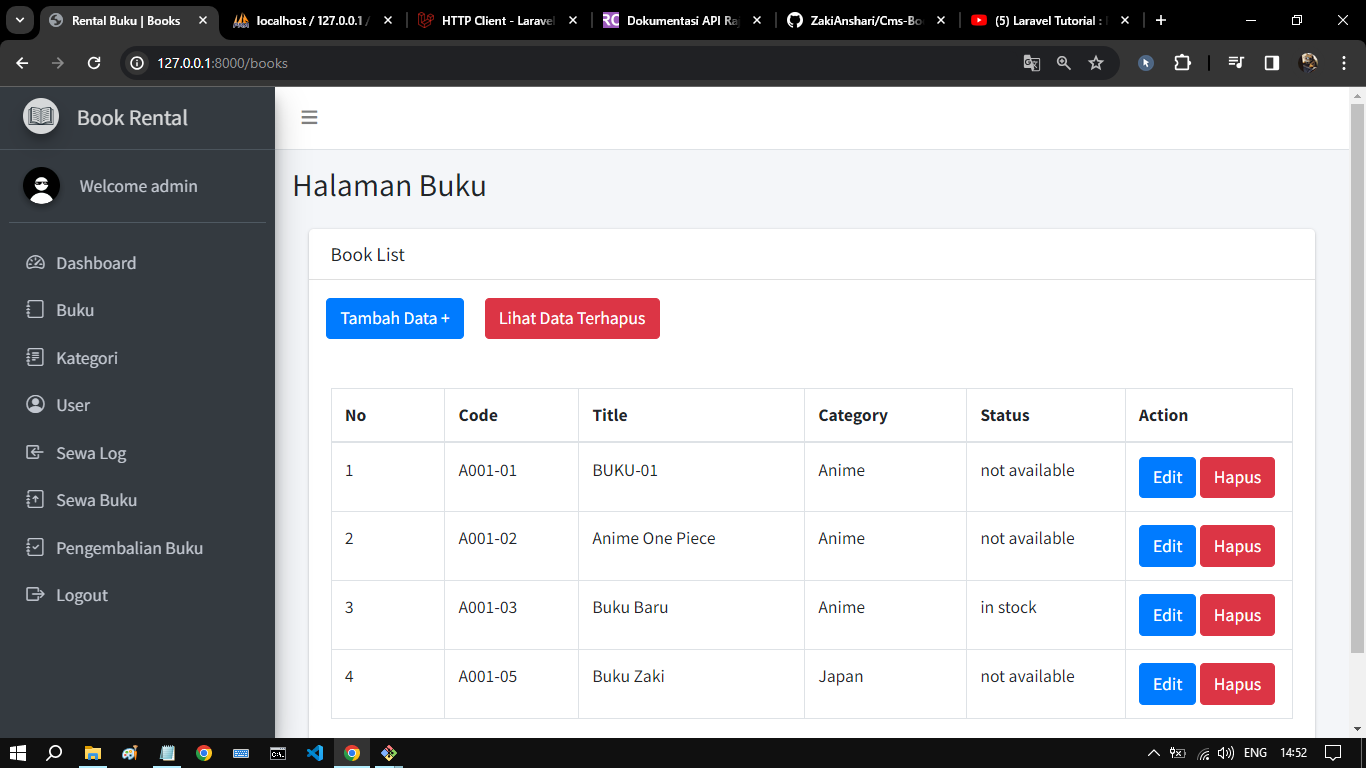 Rental Buku | Books
localhost / 127.0.0.1 /
HTTP Client - Laravel
Dokumentasi API Raj
ZakiAnshari/Cms-Bo
(5) Laravel Tutorial :
127.0.0.1:8000/books
Book Rental
Welcome admin
Dashboard
Buku
Kategori
User
Sewa Log
Sewa Buku
Pengembalian Buku
Logout
Halaman Buku
Book List
Tambah Data + Lihat Data Terhapus
No Code Title Category Status Action
1 A001-01 BUKU-01 Anime not available Edit Hapus
2 A001-02 Anime One Piece Anime not available Edit Hapus
3 A001-03 Buku Baru Anime in stock Edit Hapus
4 A001-05 Buku Zaki Japan not available Edit Hapus
ENG 14:52